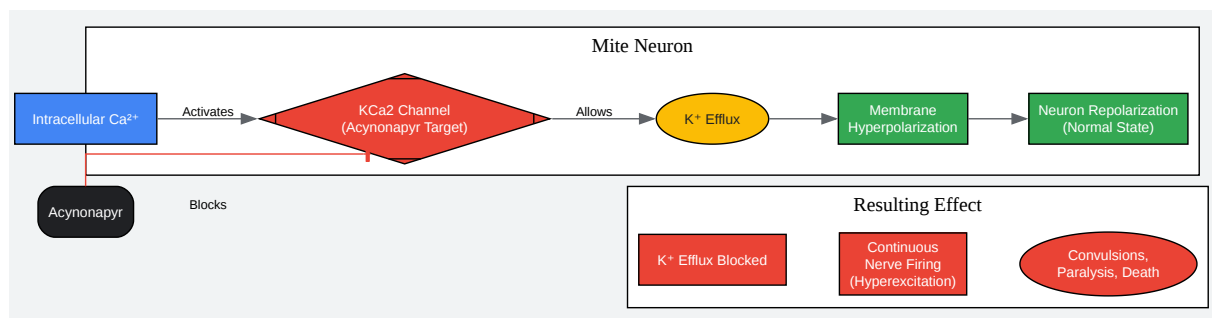 Mite Neuron
Intracellular Ca²⁺
Activates
KCa2 Channel
(Acynonapyr Target)
Allows
K⁺ Efflux
Membrane
Hyperpolarization
Neuron Repolarization
(Normal State)
Acynonapyr
Blocks
Resulting Effect
K⁺ Efflux Blocked
Continuous
Nerve Firing
(Hyperexcitation)
Convulsions,
Paralysis, Death